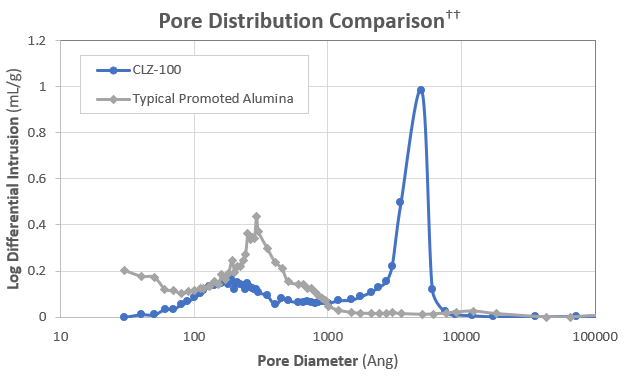 Pore Distribution Comparison††
1.2
1
0.8
0.6
0.4
0.2
0
Log Differential Intrusion (mL/g)
CLZ-100
Typical Promoted Alumina
10
100
1000
10000
100000
Pore Diameter (Ang)